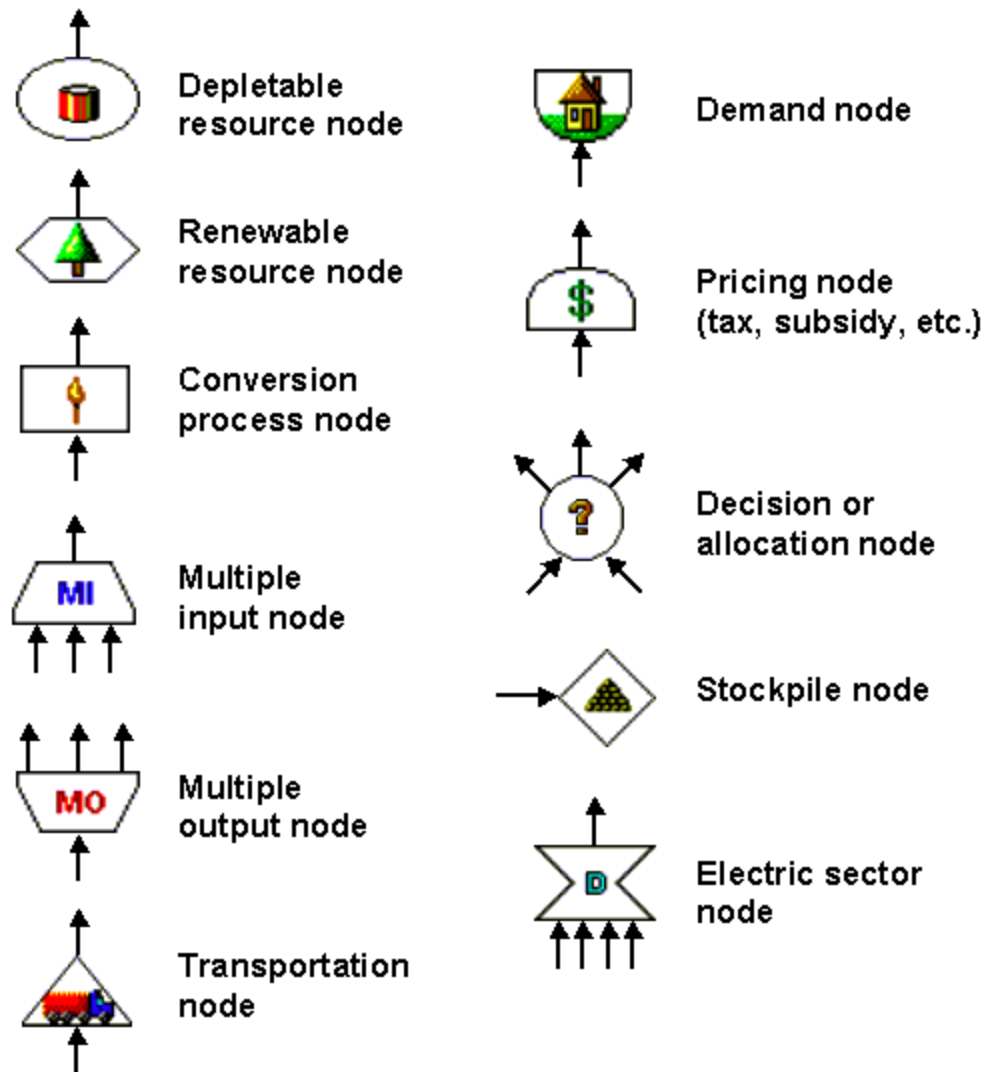 Depletable
resource node
Renewable
resource node
Conversion
process node
MI
Multiple
input node
MO
Multiple
output node
Transportation
node
Demand node
$
Pricing node
(tax, subsidy, etc.)
?
Decision or
allocation node
Stockpile node
D
Electric sector
node